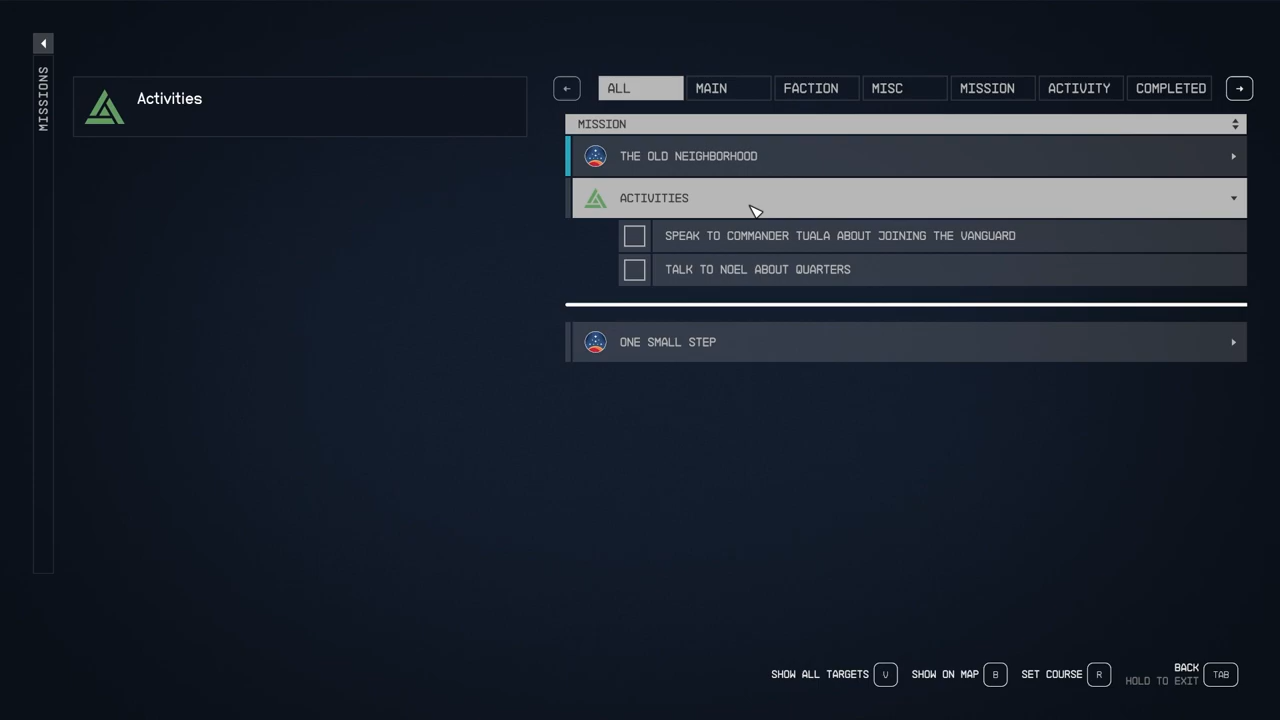 MISSIONS
Activities
ALL
MAIN
FACTION
MISC
MISSION
ACTIVITY
COMPLETED
MISSION
THE OLD NEIGHBORHOOD
ACTIVITIES
SPEAK TO COMMANDER TUALA ABOUT JOINING THE VANGUARD
TALK TO NOEL ABOUT QUARTERS
ONE SMALL STEP
SHOW ALL TARGETS V
SHOW ON MAP B
SET COURSE R
BACK TAB
HOLD TO EXIT